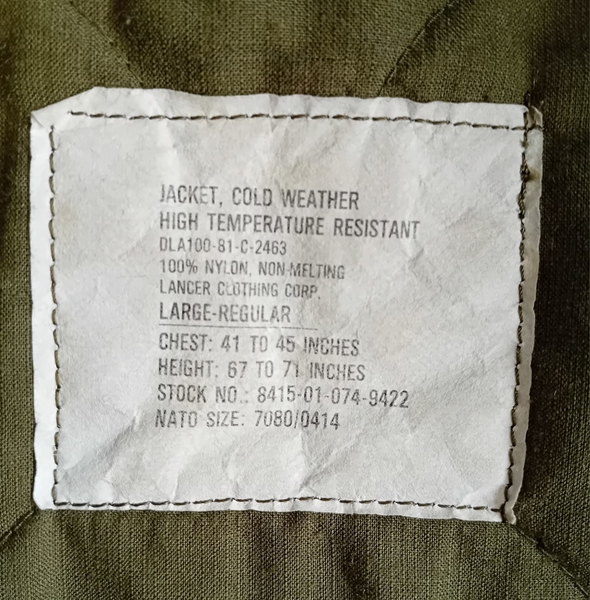 JACKET, COLD WEATHER
HIGH TEMPERATURE RESISTANT
DLA100-81-C-2463
100% NYLON, NON-MELTING
LANCER CLOTHING CORP.
LARGE-REGULAR
CHEST: 41 TO 45 INCHES
HEIGHT: 67 TO 71 INCHES
STOCK NO.: 8415-01-074-9422
NATO SIZE: 7080/0414